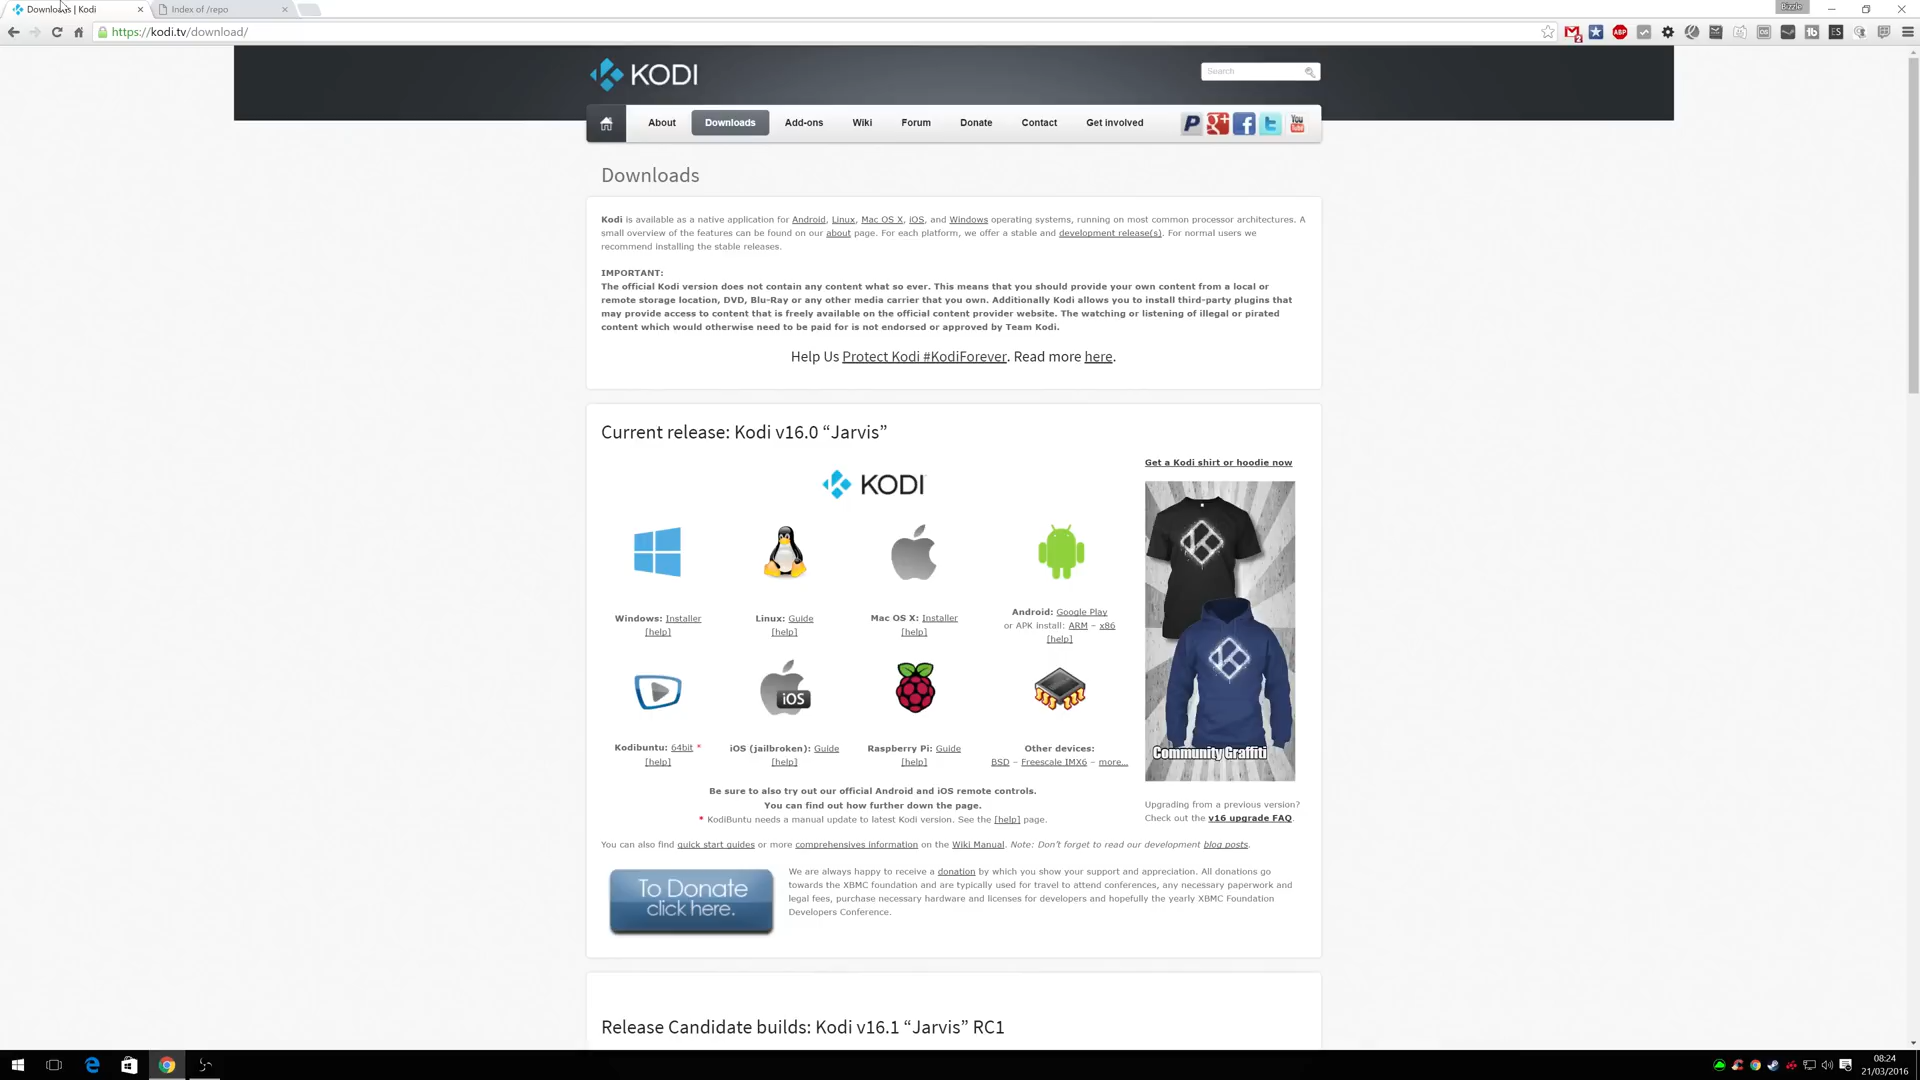 Downloads | Kodi
Index of /repo
Bizzle
https://kodi.tv/download/
KODI
Search
About
Downloads
Add-ons
Wiki
Forum
Donate
Contact
Get involved
Downloads
Kodi is available as a native application for Android, Linux, Mac OS X, iOS, and Windows operating systems, running on most common processor architectures. A
small overview of the features can be found on our about page. For each platform, we offer a stable and development release(s). For normal users we
recommend installing the stable releases.
IMPORTANT:
The official Kodi version does not contain any content what so ever. This means that you should provide your own content from a local or
remote storage location, DVD, Blu-Ray or any other media carrier that you own. Additionally Kodi allows you to install third-party plugins that
may provide access to content that is freely available on the official content provider website. The watching or listening of illegal or pirated
content which would otherwise need to be paid for is not endorsed or approved by Team Kodi.
Help Us Protect Kodi #KodiForever. Read more here.
Current release: Kodi v16.0 “Jarvis”
KODI
Get a Kodi shirt or hoodie now
Windows: Installer
[help]
Linux: Guide
[help]
Mac OS X: Installer
[help]
Android: Google Play
or APK install: ARM – x86
[help]
iOS
Community Graffiti
Kodibuntu: 64bit *
[help]
iOS (jailbroken): Guide
[help]
Raspberry Pi: Guide
[help]
Other devices:
BSD – Freescale IMX6 – more...
Be sure to also try out our official Android and iOS remote controls.
You can find out how further down the page.
* KodiBuntu needs a manual update to latest Kodi version. See the [help] page.
Upgrading from a previous version?
Check out the v16 upgrade FAQ.
You can also find quick start guides or more comprehensives information on the Wiki Manual. Note: Don’t forget to read our development blog posts.
To Donate
click here.
We are always happy to receive a donation by which you show your support and appreciation. All donations go
towards the XBMC foundation and are typically used for travel to attend conferences, any necessary paperwork and
legal fees, purchase necessary hardware and licenses for developers and hopefully the yearly XBMC Foundation
Developers Conference.
Release Candidate builds: Kodi v16.1 “Jarvis” RC1
08:24
21/03/2016